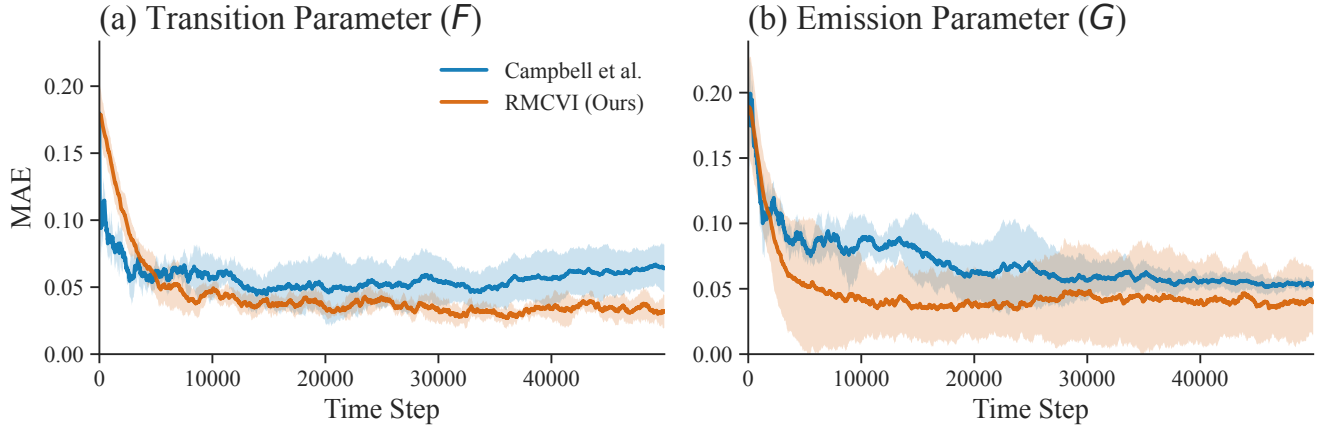 (a) Transition Parameter (F)
MAE
0.20
0.15
0.10
0.05
0.00
Campbell et al.
RMCVI (Ours)
0 10000 20000 30000 40000
Time Step
(b) Emission Parameter (G)
0.20
0.15
0.10
0.05
0.00
0 10000 20000 30000 40000
Time Step